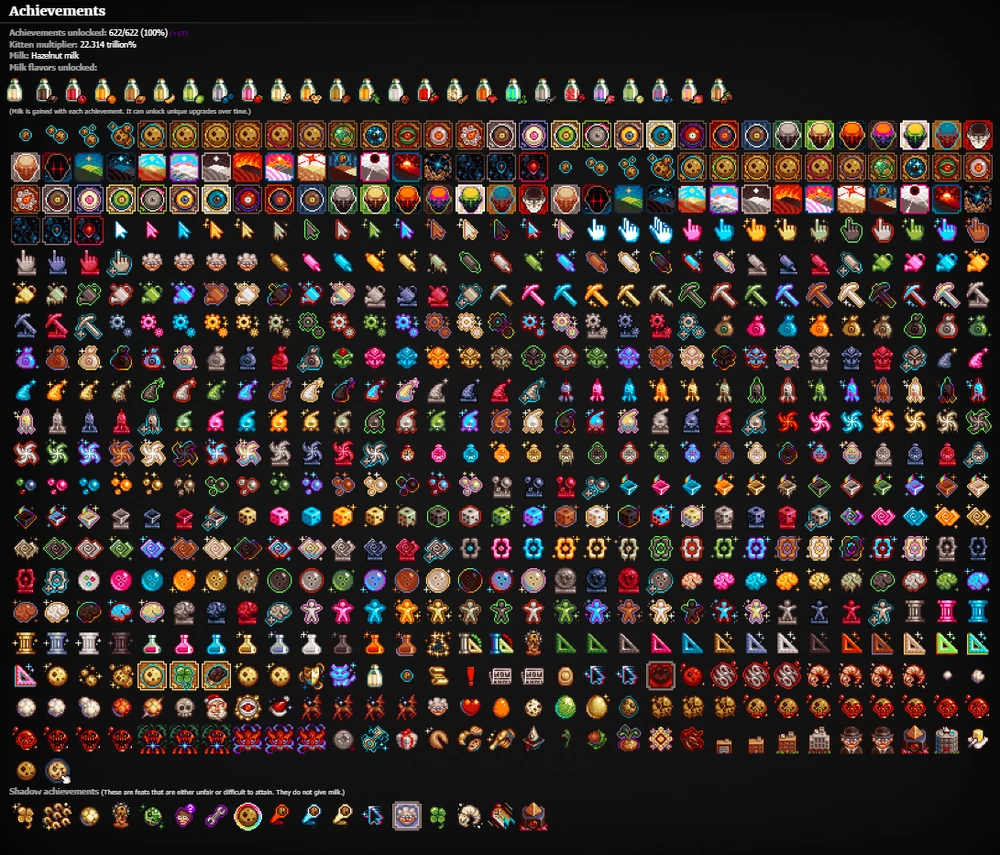 Achievements
Achievements unlocked: 622/622 (100%) (+17)
Kitten multiplier: 22.314 trillion%
Milk: Hazelnut milk
Milk flavors unlocked:
(Milk is gained with each achievement. It can unlock unique upgrades over time.)
Shadow achievements (These are feats that are either unfair or difficult to attain. They do not give milk.)